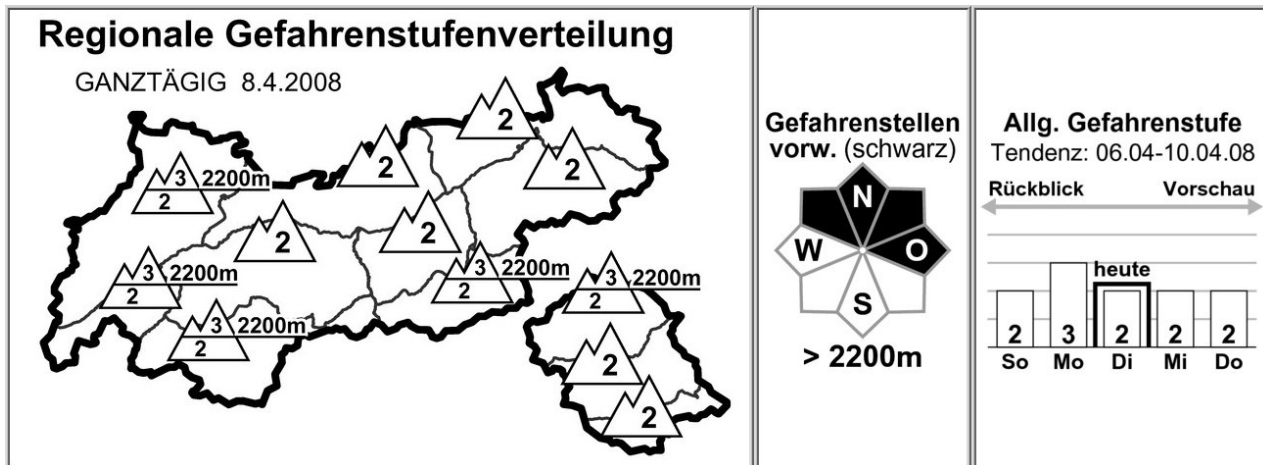 Regionale Gefahrenstufenverteilung
GANZTÄGIG 8.4.2008
2
2
2
3 2200m
2
2
2
3 2200m
2
3 2200m
2
3 2200m
2
3 2200m
2
2
2
Gefahrenstellen
vorw. (schwarz)
N
W
O
S
> 2200m
Allg. Gefahrenstufe
Tendenz: 06.04-10.04.08
Rückblick Vorschau
heute
2 3 2 2 2
So Mo Di Mi Do